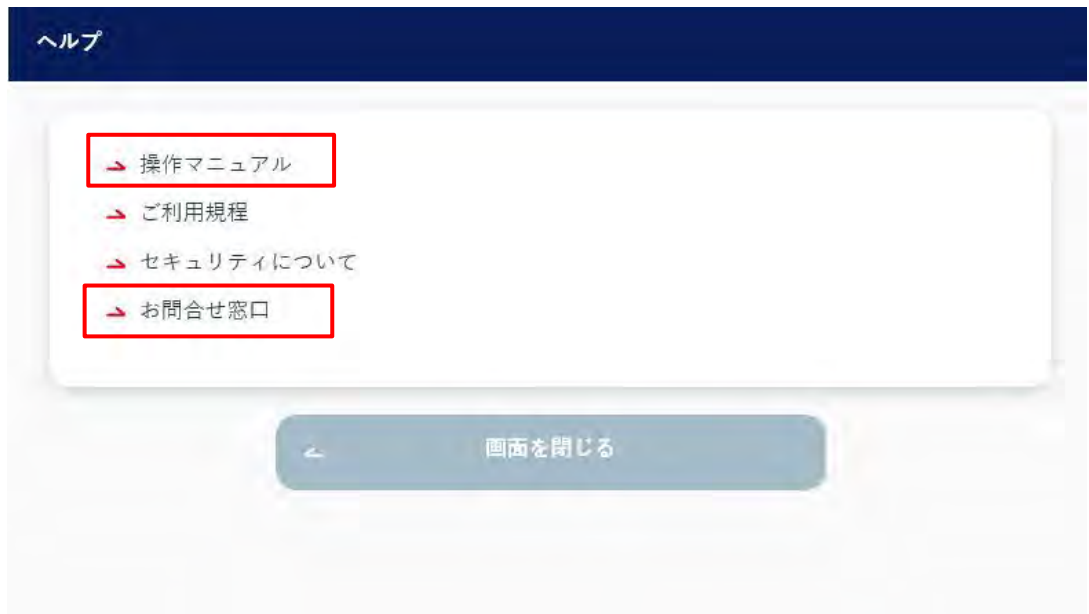 ヘルプ
操作マニュアル
ご利用規程
セキュリティについて
お問合せ窓口
画面を閉じる